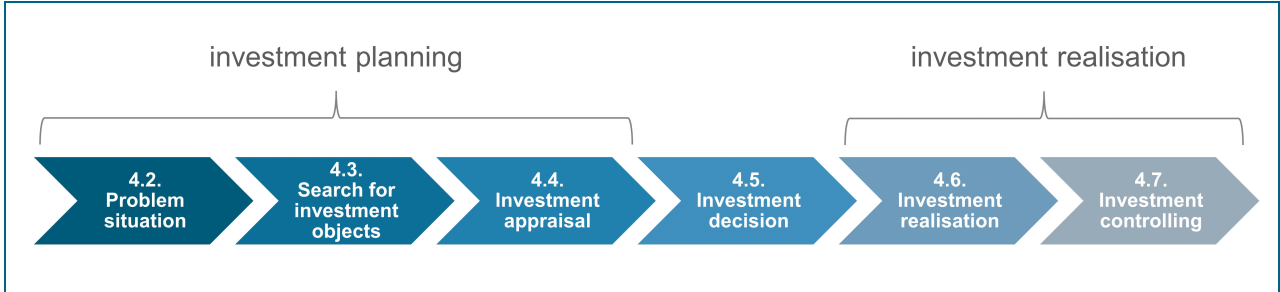 investment planning
investment realisation
4.2.
Problem
situation
4.3.
Search for
investment
objects
4.4.
Investment
appraisal
4.5.
Investment
decision
4.6.
Investment
realisation
4.7.
Investment
controlling